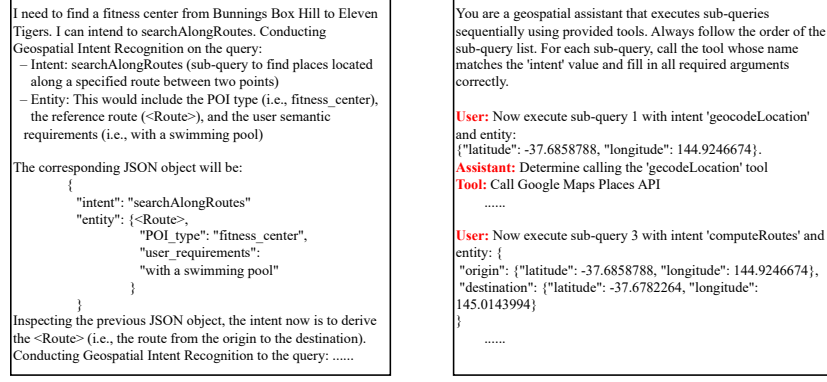 I need to find a fitness center from Bunnings Box Hill to Eleven
Tigers. I can intend to searchAlongRoutes. Conducting
Geospatial Intent Recognition on the query:
– Intent: searchAlongRoutes (sub-query to find places located
along a specified route between two points)
– Entity: This would include the POI type (i.e., fitness_center),
the reference route (<Route>), and the user semantic
requirements (i.e., with a swimming pool)
The corresponding JSON object will be:
{
"intent": "searchAlongRoutes"
"entity": {<Route>,
"POI_type": "fitness_center",
"user_requirements":
"with a swimming pool"
}
}
Inspecting the previous JSON object, the intent now is to derive
the <Route> (i.e., the route from the origin to the destination).
Conducting Geospatial Intent Recognition to the query: ......
You are a geospatial assistant that executes sub-queries
sequentially using provided tools. Always follow the order of the
sub-query list. For each sub-query, call the tool whose name
matches the 'intent' value and fill in all required arguments
correctly.
User: Now execute sub-query 1 with intent 'geocodeLocation'
and entity:
{"latitude": -37.6858788, "longitude": 144.9246674}.
Assistant: Determine calling the 'gecodeLocation' tool
Tool: Call Google Maps Places API
......
User: Now execute sub-query 3 with intent 'computeRoutes' and
entity: {
"origin": {"latitude": -37.6858788, "longitude": 144.9246674},
"destination": {"latitude": -37.6782264, "longitude":
145.0143994}
}
......